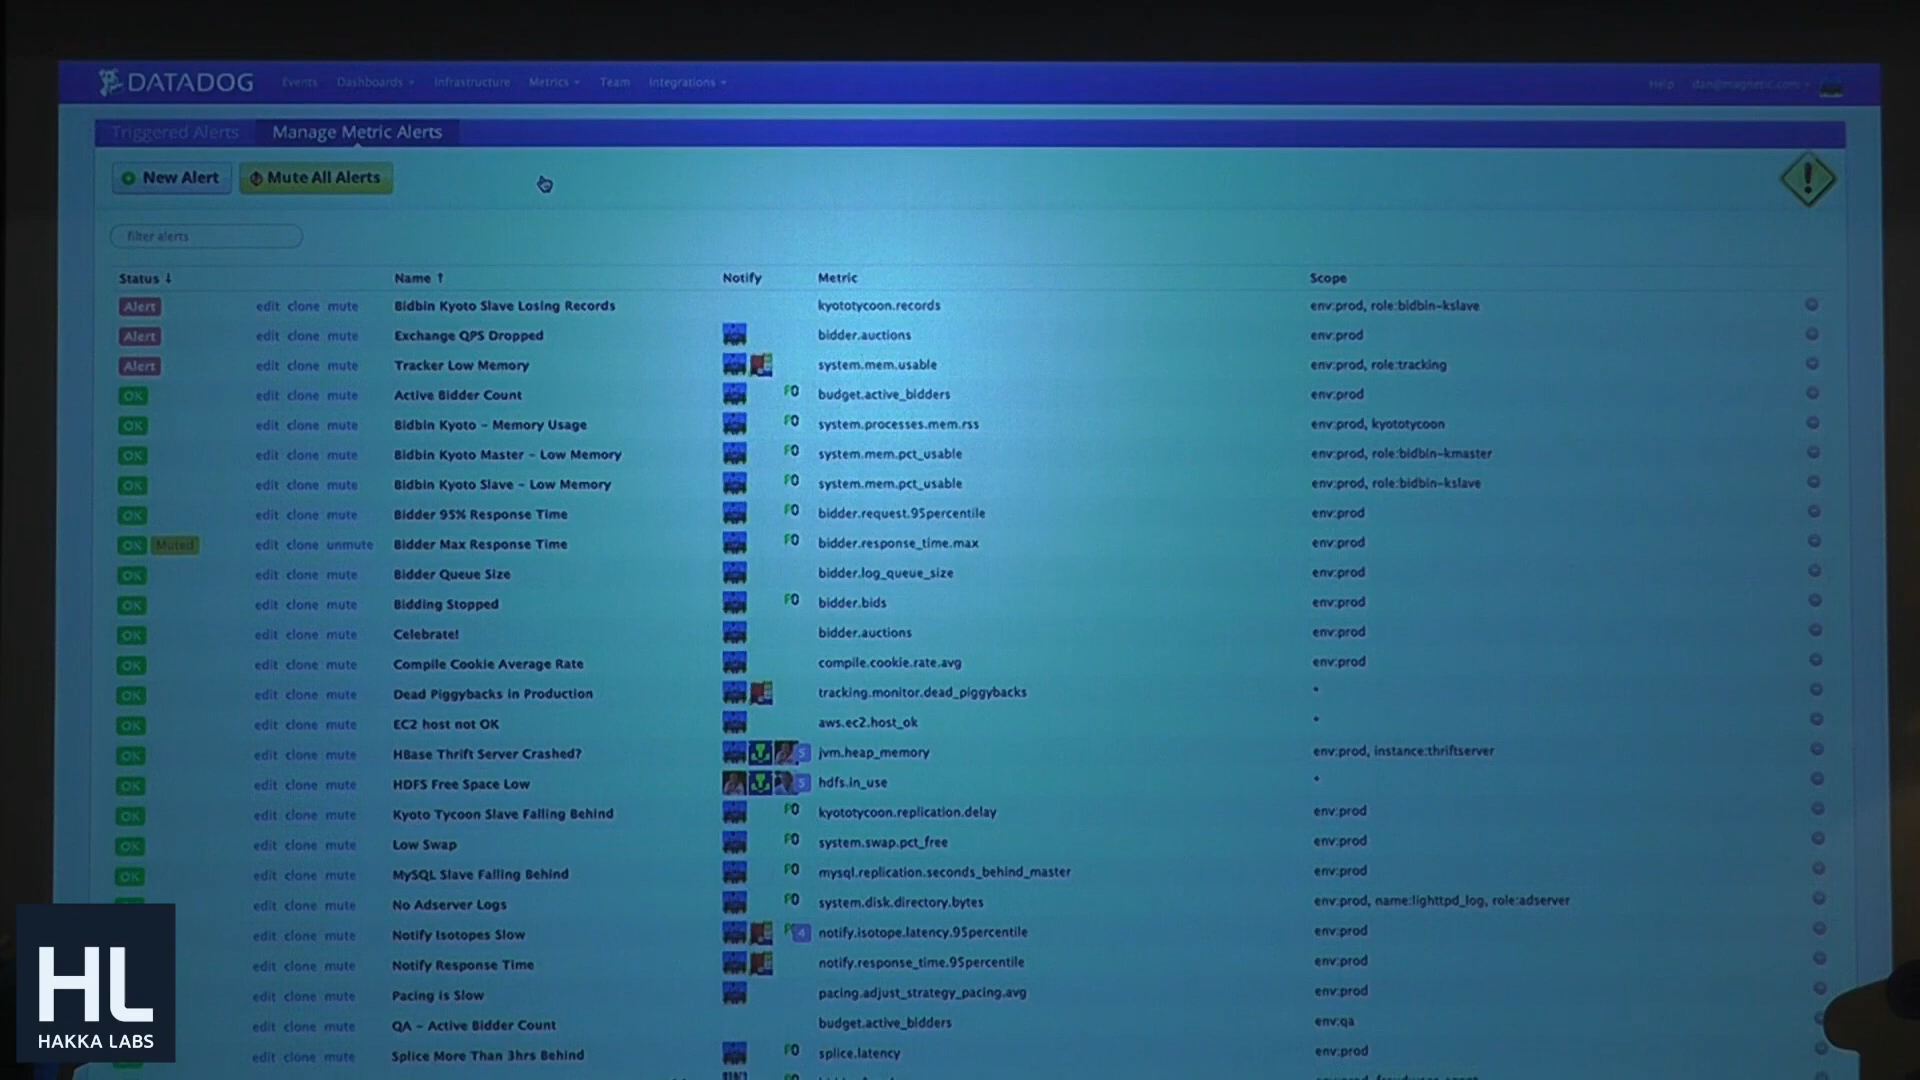 DATADOG Events Dashboards Infrastructure Metrics Team Integrations Help dan@magnetic.com
Triggered Alerts Manage Metric Alerts
New Alert Mute All Alerts
filter alerts
Status ↓ Name ↑ Notify Metric Scope
Alert edit clone mute Bidbin Kyoto Slave Losing Records kyototycoon.records env:prod, role:bidbin-kslave
Alert edit clone mute Exchange QPS Dropped bidder.auctions env:prod
Alert edit clone mute Tracker Low Memory system.mem.usable env:prod, role:tracking
OK edit clone mute Active Bidder Count budget.active_bidders env:prod
OK edit clone mute Bidbin Kyoto - Memory Usage system.processes.mem.rss env:prod, kyototycoon
OK edit clone mute Bidbin Kyoto Master - Low Memory system.mem.pct_usable env:prod, role:bidbin-kmaster
OK edit clone mute Bidbin Kyoto Slave - Low Memory system.mem.pct_usable env:prod, role:bidbin-kslave
OK edit clone mute Bidder 95% Response Time bidder.request.95percentile env:prod
OK Muted edit clone unmute Bidder Max Response Time bidder.response_time.max env:prod
OK edit clone mute Bidder Queue Size bidder.log_queue_size env:prod
OK edit clone mute Bidding Stopped bidder.bids env:prod
OK edit clone mute Celebrate! bidder.auctions env:prod
OK edit clone mute Compile Cookie Average Rate compile.cookie.rate.avg env:prod
OK edit clone mute Dead Piggybacks in Production tracking.monitor.dead_piggybacks *
OK edit clone mute EC2 host not OK aws.ec2.host_ok *
OK edit clone mute HBase Thrift Server Crashed? 5 jvm.heap_memory env:prod, instance:thriftserver
OK edit clone mute HDFS Free Space Low 5 hdfs.in_use *
OK edit clone mute Kyoto Tycoon Slave Falling Behind kyototycoon.replication.delay env:prod
OK edit clone mute Low Swap system.swap.pct_free env:prod
OK edit clone mute MySQL Slave Falling Behind mysql.replication.seconds_behind_master env:prod
edit clone mute No Adserver Logs system.disk.directory.bytes env:prod, name:lighttpd_log, role:adserver
edit clone mute Notify Isotopes Slow 4 notify.isotope.latency.95percentile env:prod
edit clone mute Notify Response Time notify.response_time.95percentile env:prod
edit clone mute Pacing is Slow pacing.adjust_strategy_pacing.avg env:prod
edit clone mute QA - Active Bidder Count budget.active_bidders env:qa
edit clone mute Splice More Than 3hrs Behind splice.latency env:prod
HL
HAKKA LABS